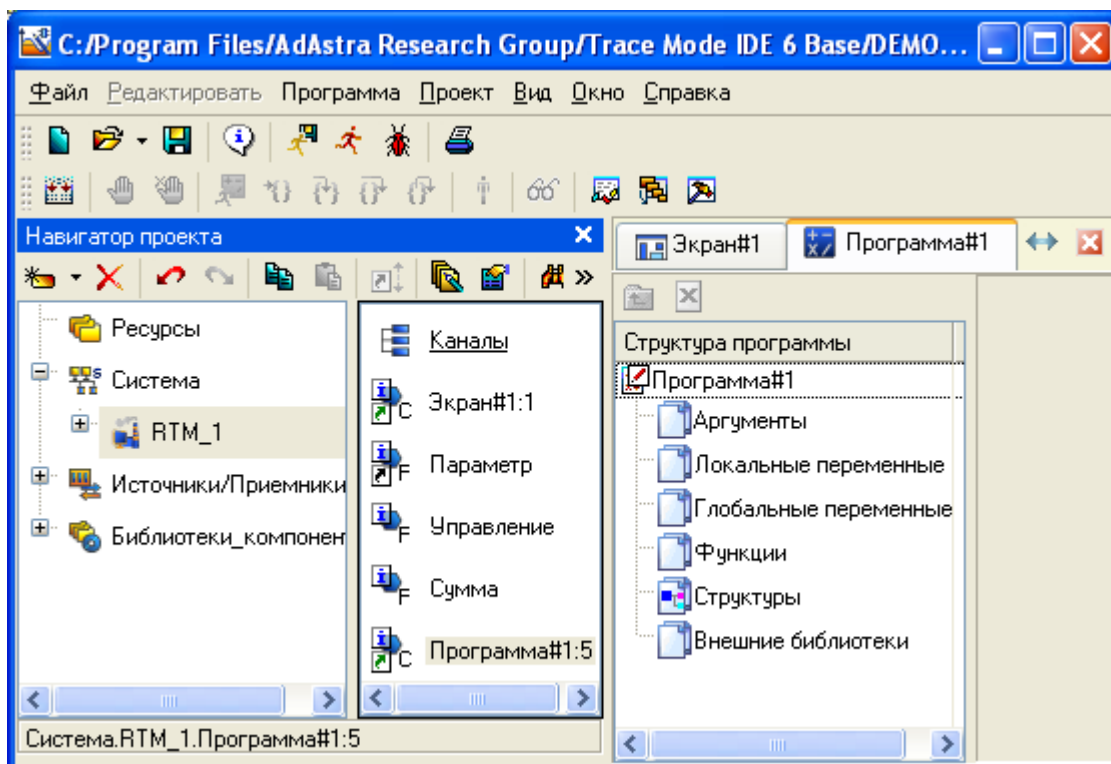 C:/Program Files/AdAstra Research Group/Trace Mode IDE 6 Base/DEMO...
Файл Редактировать Программа Проект Вид Окно Справка
Навигатор проекта
Экран#1 Программа#1
Ресурсы
Система
RTM_1
Источники/Приемники
Библиотеки_компонен
Каналы
Экран#1:1
Параметр
Управление
Сумма
Программа#1:5
Структура программы
Программа#1
Аргументы
Локальные переменные
Глобальные переменные
Функции
Структуры
Внешние библиотеки
Система.RTM_1.Программа#1:5